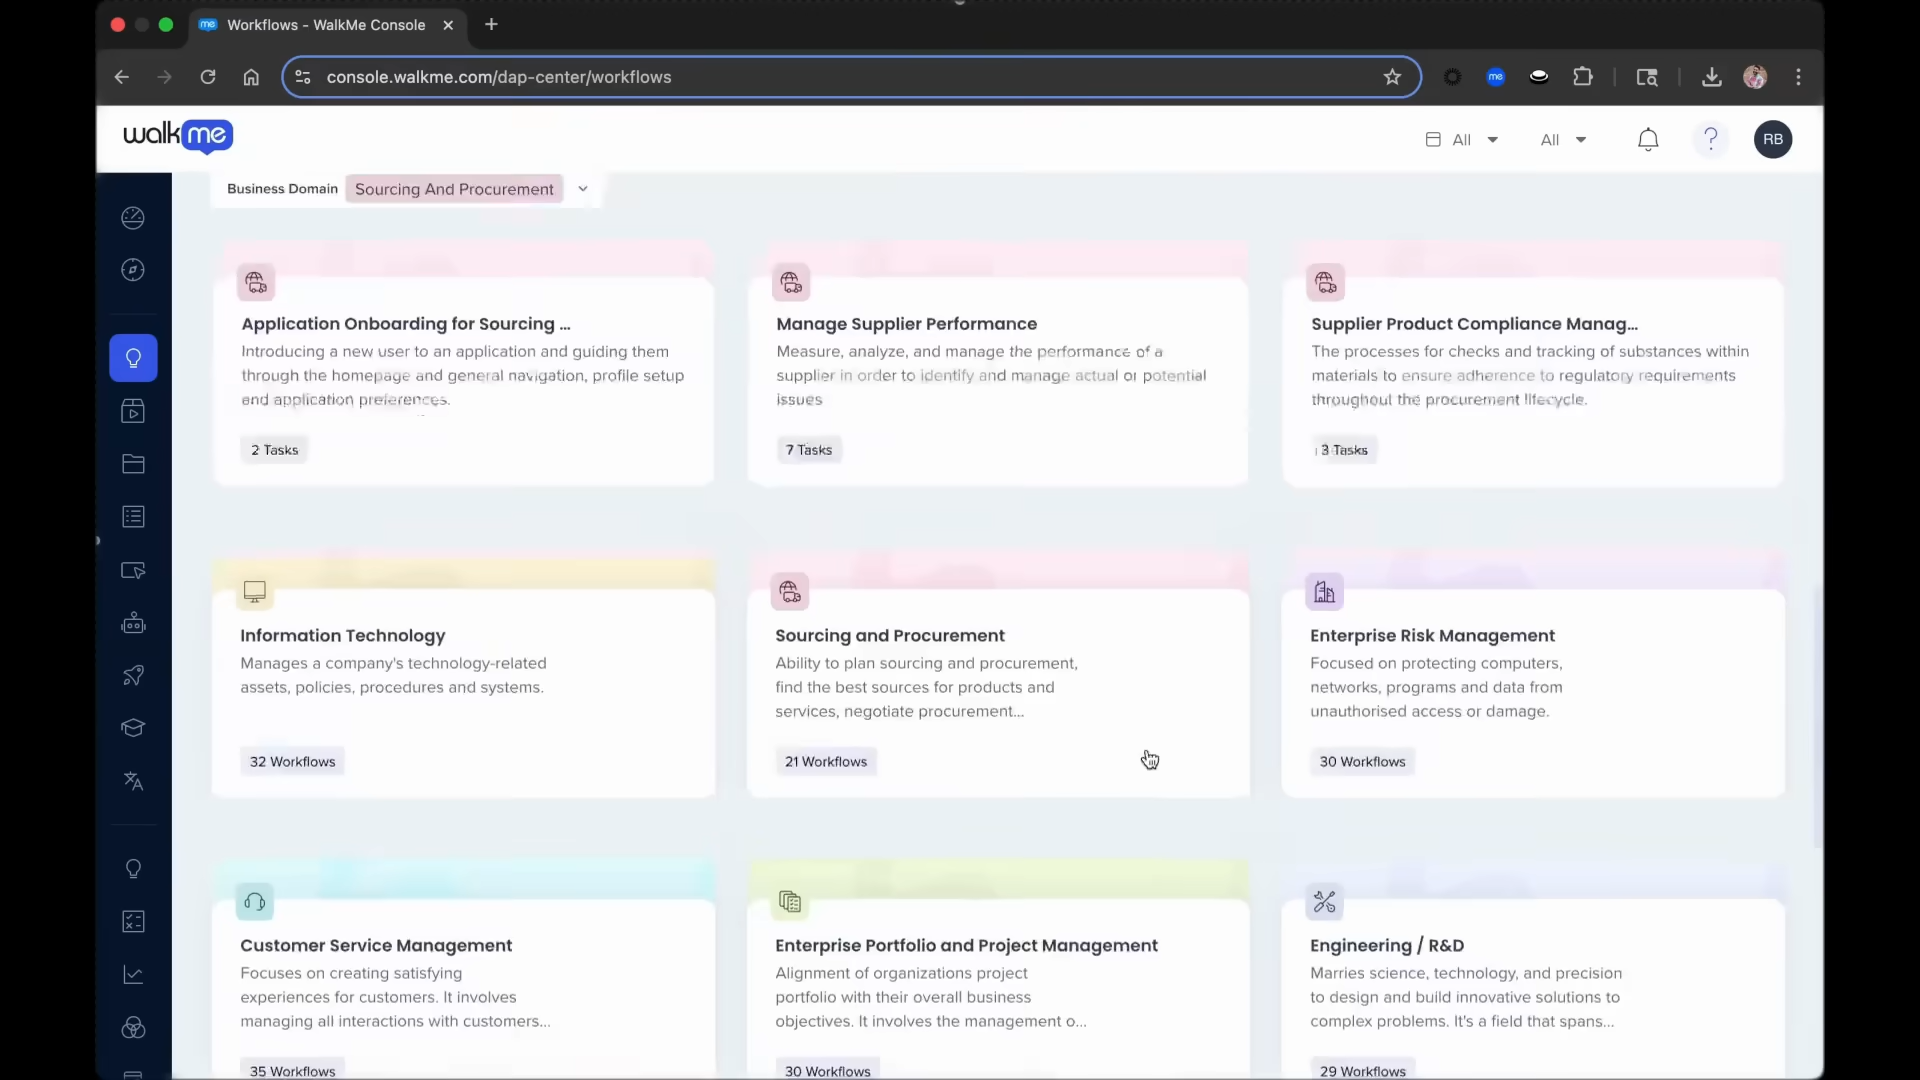 me Workflows - WalkMe Console
console.walkme.com/dap-center/workflows
me
walkme
All
All
?
RB
Business Domain Sourcing And Procurement
Application Onboarding for Sourcing ...
Introducing a new user to an application and guiding them
through the homepage and general navigation, profile setup
and application preferences.
2 Tasks
Manage Supplier Performance
Measure, analyze, and manage the performance of a
supplier in order to identify and manage actual or potential
issues
7 Tasks
Supplier Product Compliance Manag...
The processes for checks and tracking of substances within
materials to ensure adherence to regulatory requirements
throughout the procurement lifecycle.
3 Tasks
Information Technology
Manages a company's technology-related
assets, policies, procedures and systems.
32 Workflows
Sourcing and Procurement
Ability to plan sourcing and procurement,
find the best sources for products and
services, negotiate procurement...
21 Workflows
Enterprise Risk Management
Focused on protecting computers,
networks, programs and data from
unauthorised access or damage.
30 Workflows
Customer Service Management
Focuses on creating satisfying
experiences for customers. It involves
managing all interactions with customers...
35 Workflows
Enterprise Portfolio and Project Management
Alignment of organizations project
portfolio with their overall business
objectives. It involves the management o...
30 Workflows
Engineering / R&D
Marries science, technology, and precision
to design and build innovative solutions to
complex problems. It's a field that spans...
29 Workflows